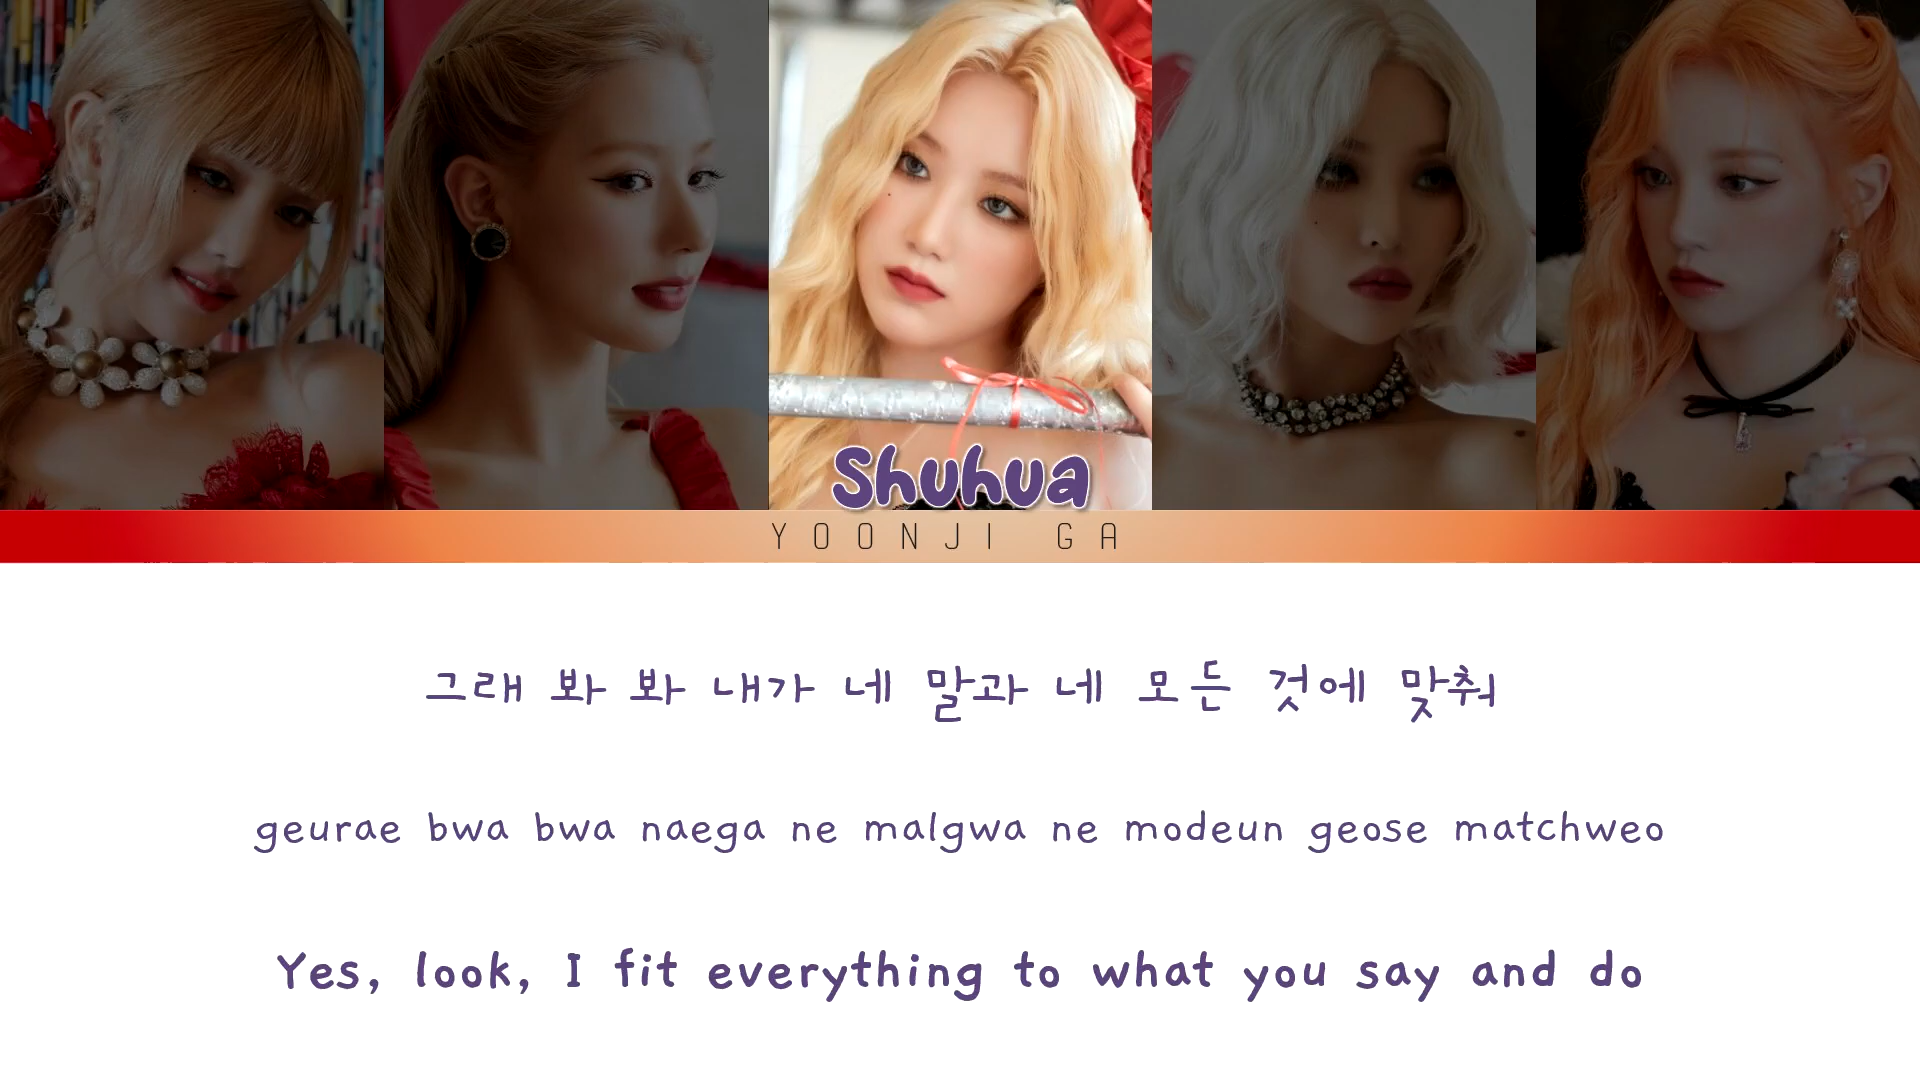 Shuhua
YOONJI GA
그래 봐 봐 내가 네 말과 네 모든 것에 맞춰
geurae bwa bwa naega ne malgwa ne modeun geose matchweo
Yes, look, I fit everything to what you say and do